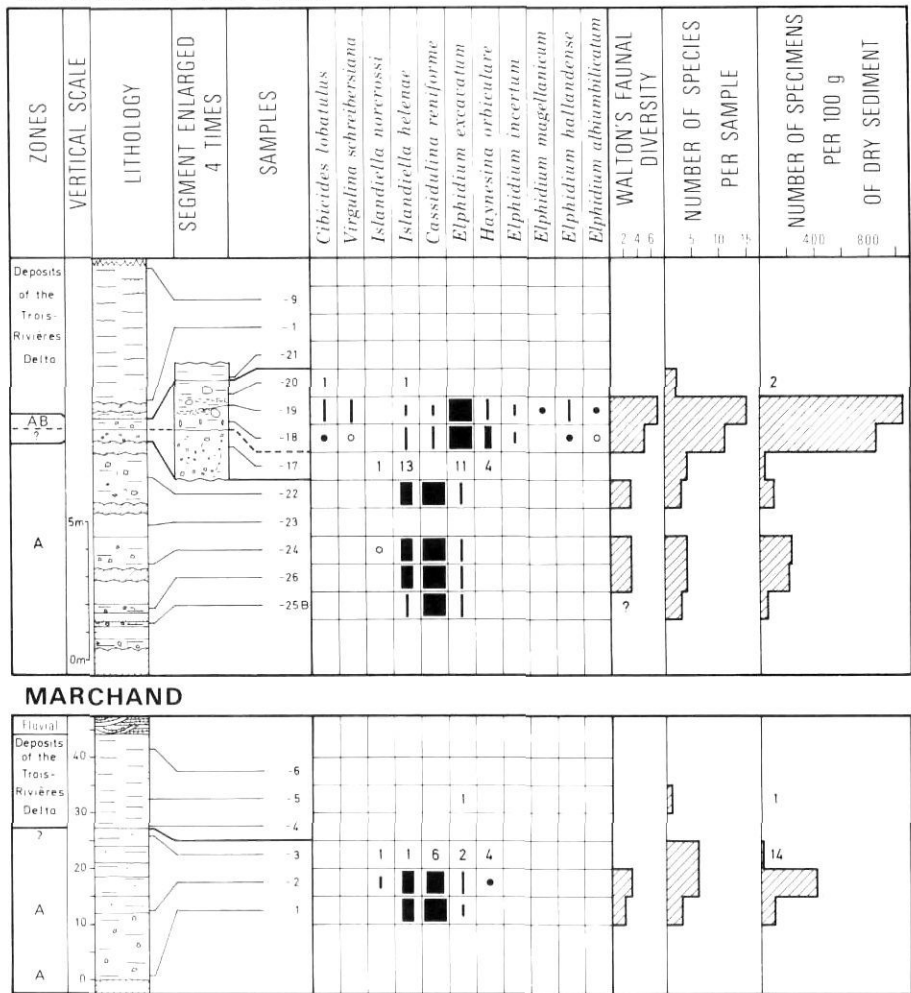 ZONES
VERTICAL SCALE
LITHOLOGY
SEGMENT ENLARGED
4 TIMES
SAMPLES
Cibicides lobatulus
Virgulina schreibersiana
Islandiella norcrossi
Islandiella helenae
Cassidulina reniforme
Elphidium excavatum
Haynesina orbiculare
Elphidium incertum
Elphidium magellanicum
Elphidium hallandense
Elphidium albiumbilicatum
WALTON'S FAUNAL
DIVERSITY
2 4 6
NUMBER OF SPECIES
PER SAMPLE
5 10 15
NUMBER OF SPECIMENS
PER 100 g
OF DRY SEDIMENT
400 800
Deposits
of the
Trois-
Rivières
Delta
-9
-1
-21
-20 1 1 2
AB
-19
?
-18
-17 1 13 11 4
-22
5m
-23
A
-24
-26
-25B ?
0m
MARCHAND
Fluvial
Deposits
of the
Trois-
Rivières
Delta
40
-6
-5 1 1
30
-4
?
-3 1 1 6 2 4 14
20
-2
A
1
10
A
0